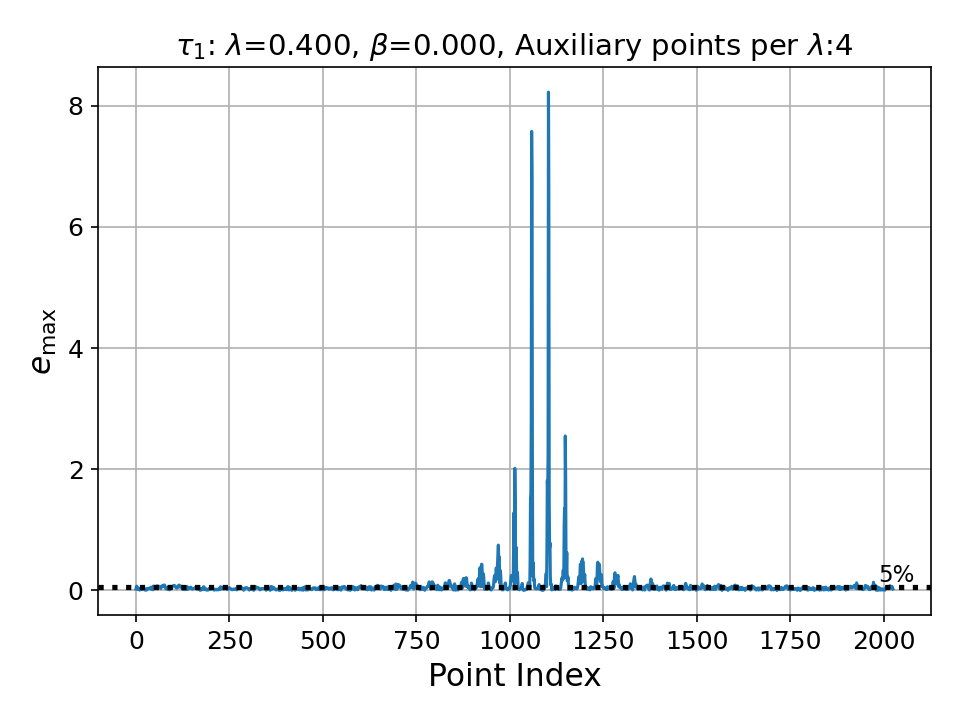 τ₁: λ=0.400, β=0.000, Auxiliary points per λ:4
8
6
4
2
0
e_max
5%
0 250 500 750 1000 1250 1500 1750 2000
Point Index